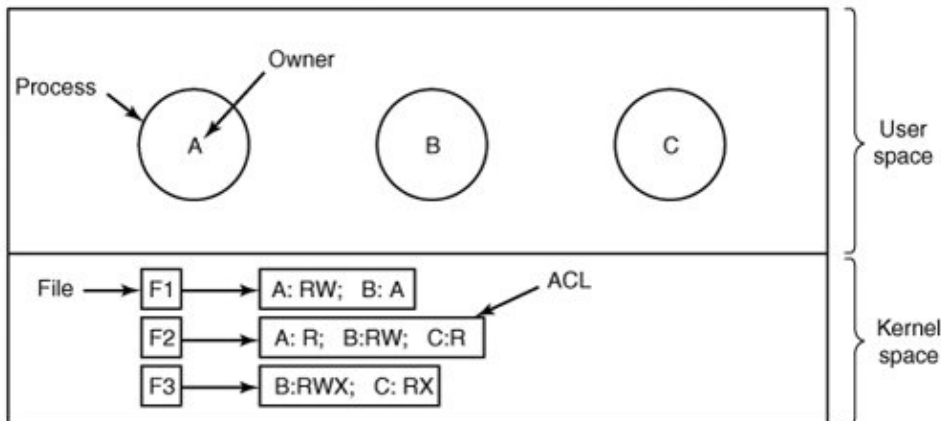 Owner
Process
A
B
C
User
space
File
F1
A: RW; B: A
ACL
F2
A: R; B:RW; C:R
F3
B:RWX; C: RX
Kernel
space